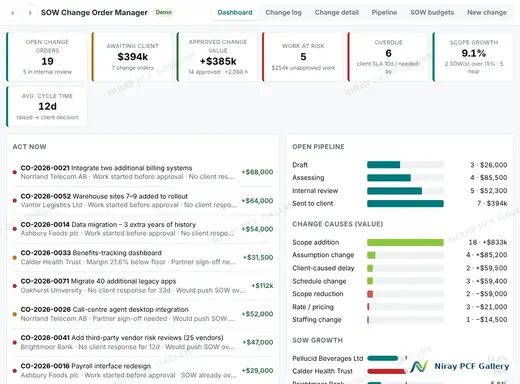 SOW Change Order Manager Demo
Dashboard Change log Change detail Pipeline SOW budgets New change
OPEN CHANGE ORDERS
19
5 in internal review
AWAITING CLIENT
$394k
7 change orders
APPROVED CHANGE VALUE
+$385k
14 approved · +2,088 h
WORK AT RISK
5
$254k unapproved work
OVERDUE
6
client SLA 10d / needed-by
SCOPE GROWTH
9.1%
2 SOW(s) over 15% · 5 near
AVG. CYCLE TIME
12d
raised → client decision
ACT NOW
CO-2026-0021 Integrate two additional billing systems
Norrland Telecom AB · Work started before approval · No client res…
+$88,000
CO-2026-0052 Warehouse sites 7–9 added to rollout
Vantor Logistics Ltd · Work started before approval · No client resp…
+$64,000
CO-2026-0014 Data migration – 3 extra years of history
Ashbury Foods plc · Work started before approval · No client respo…
+$54,000
CO-2026-0033 Benefits-tracking dashboard
Calder Health Trust · Margin 21.6% below floor · Partner sign-off ne…
+$31,500
CO-2026-0071 Migrate 40 additional legacy apps
Oakhurst University · No client response for 33d · Would push SOW ov…
+$112k
CO-2026-0026 Call-centre agent desktop integration
Norrland Telecom AB · Partner sign-off needed · Would push SOW…
+$52,000
CO-2026-0041 Add third-party vendor risk reviews (25 vendors)
Brightmoor Bank · No client response for 12d · Would push SOW ov…
+$47,000
CO-2026-0016 Payroll interface redesign
Ashbury Foods plc · Work started before approval · SOW already ov…
+$29,000
OPEN PIPELINE
Draft 3 · $26,000
Assessing 4 · $85,500
Internal review 5 · $52,300
Sent to client 7 · $394k
CHANGE CAUSES (VALUE)
Scope addition 18 · +$833k
Assumption change 4 · +$85,200
Client-caused delay 2 · +$59,600
Schedule change 3 · +$39,400
Scope reduction 2 · −$59,000
Rate / pricing 3 · −$21,000
Staffing change 1 · −$14,500
SOW GROWTH
Pellucid Beverages Ltd
Calder Health Trust
Brightmoor Bank
Niray PCF Gallery